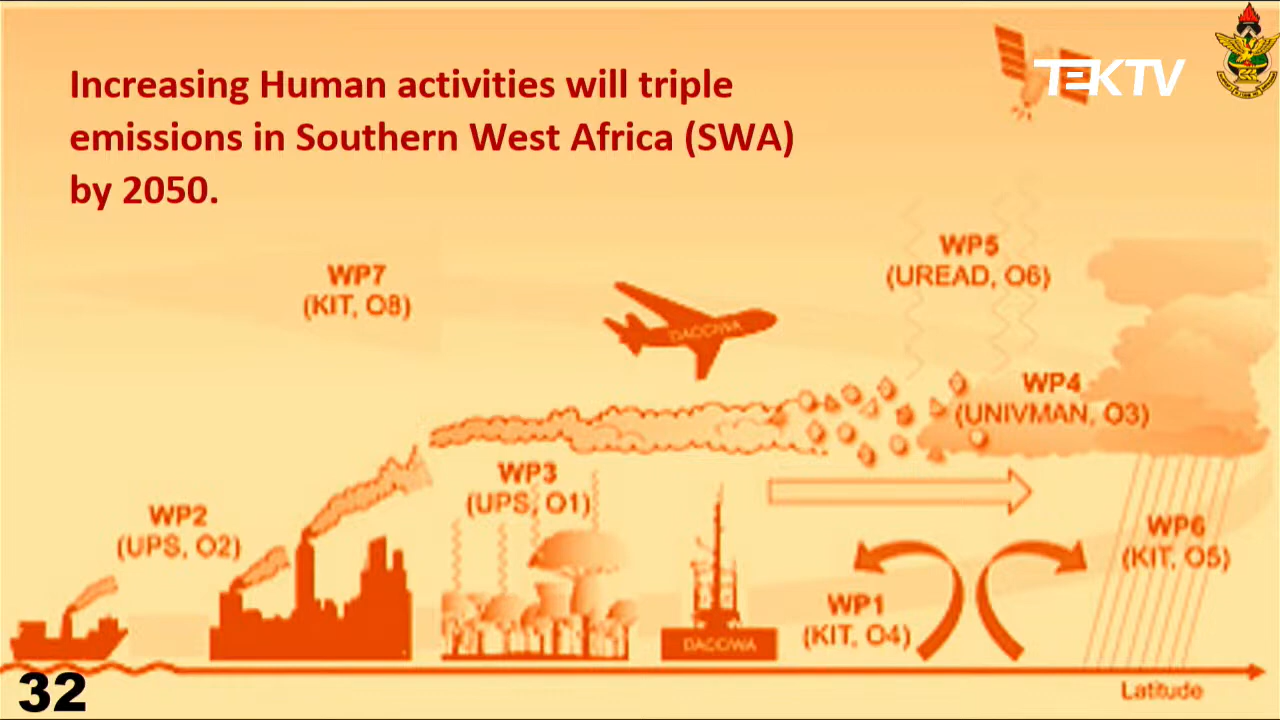 TEKTV
Increasing Human activities will triple
emissions in Southern West Africa (SWA)
by 2050.
WP5
(UREAD, O6)
WP7
(KIT, O8)
DACCIWA
WP4
(UNIVMAN, O3)
WP3
(UPS, O1)
WP2
(UPS, O2)
WP6
(KIT, O5)
WP1
(KIT, O4)
DACCIWA
Latitude
32